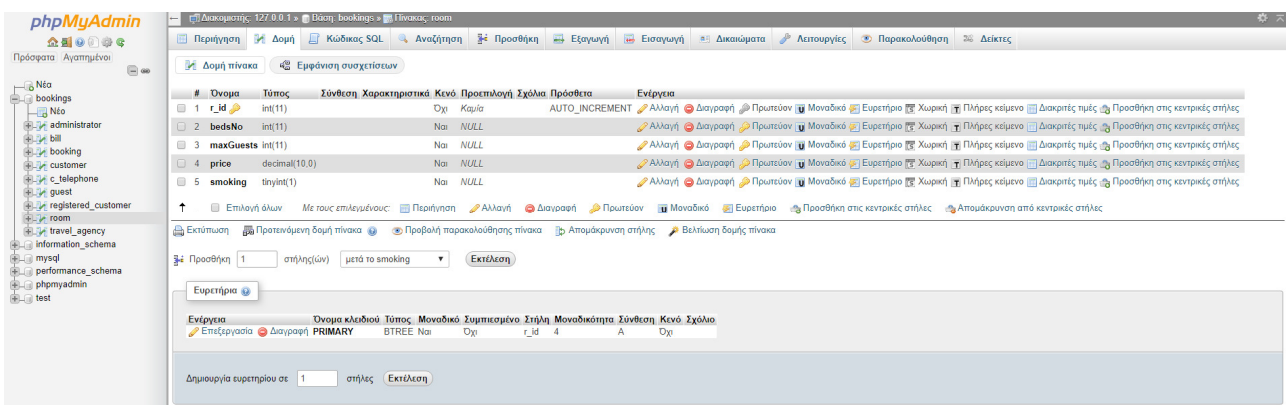 phpMyAdmin
Πρόσφατα Αγαπημένοι
Νέα
bookings
Νέο
administrator
bill
booking
customer
c_telephone
guest
registered_customer
room
travel_agency
information_schema
mysql
performance_schema
phpmyadmin
test
Διακομιστής: 127.0.0.1 » Βάση: bookings » Πίνακας: room
Περιήγηση Δομή Κώδικας SQL Αναζήτηση Προσθήκη Εξαγωγή Εισαγωγή Δικαιώματα Λειτουργίες Παρακολούθηση Δείκτες
Δομή πίνακα Εμφάνιση συσχετίσεων
# Όνομα Τύπος Σύνθεση Χαρακτηριστικά Κενό Προεπιλογή Σχόλια Πρόσθετα Ενέργεια
1 r_id int(11) Όχι Καμία AUTO_INCREMENT Αλλαγή Διαγραφή Πρωτεύον Μοναδικό Ευρετήριο Χωρική Πλήρες κείμενο Διακριτές τιμές Προσθήκη στις κεντρικές στήλες
2 bedsNo int(11) Ναι NULL Αλλαγή Διαγραφή Πρωτεύον Μοναδικό Ευρετήριο Χωρική Πλήρες κείμενο Διακριτές τιμές Προσθήκη στις κεντρικές στήλες
3 maxGuests int(11) Ναι NULL Αλλαγή Διαγραφή Πρωτεύον Μοναδικό Ευρετήριο Χωρική Πλήρες κείμενο Διακριτές τιμές Προσθήκη στις κεντρικές στήλες
4 price decimal(10,0) Ναι NULL Αλλαγή Διαγραφή Πρωτεύον Μοναδικό Ευρετήριο Χωρική Πλήρες κείμενο Διακριτές τιμές Προσθήκη στις κεντρικές στήλες
5 smoking tinyint(1) Ναι NULL Αλλαγή Διαγραφή Πρωτεύον Μοναδικό Ευρετήριο Χωρική Πλήρες κείμενο Διακριτές τιμές Προσθήκη στις κεντρικές στήλες
Επιλογή όλων Με τους επιλεγμένους: Περιήγηση Αλλαγή Διαγραφή Πρωτεύον Μοναδικό Ευρετήριο Προσθήκη στις κεντρικές στήλες Απομάκρυνση από κεντρικές στήλες
Εκτύπωση Προτεινόμενη δομή πίνακα Προβολή παρακολούθησης πίνακα Απομάκρυνση στήλης Βελτίωση δομής πίνακα
Προσθήκη 1 στήλης(ών) μετά το smoking Εκτέλεση
Ευρετήρια
Ενέργεια Όνομα κλειδιού Τύπος Μοναδικό Συμπιεσμένο Στήλη Μοναδικότητα Σύνθεση Κενό Σχόλιο
Επεξεργασία Διαγραφή PRIMARY BTREE Ναι Όχι r_id 4 A Όχι
Δημιουργία ευρετηρίου σε 1 στήλες Εκτέλεση